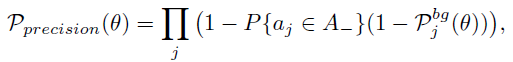 𝒫_{precision}(θ) = ∏_j (1 − P{a_j ∈ A_−}(1 − 𝒫_j^{bg}(θ))),